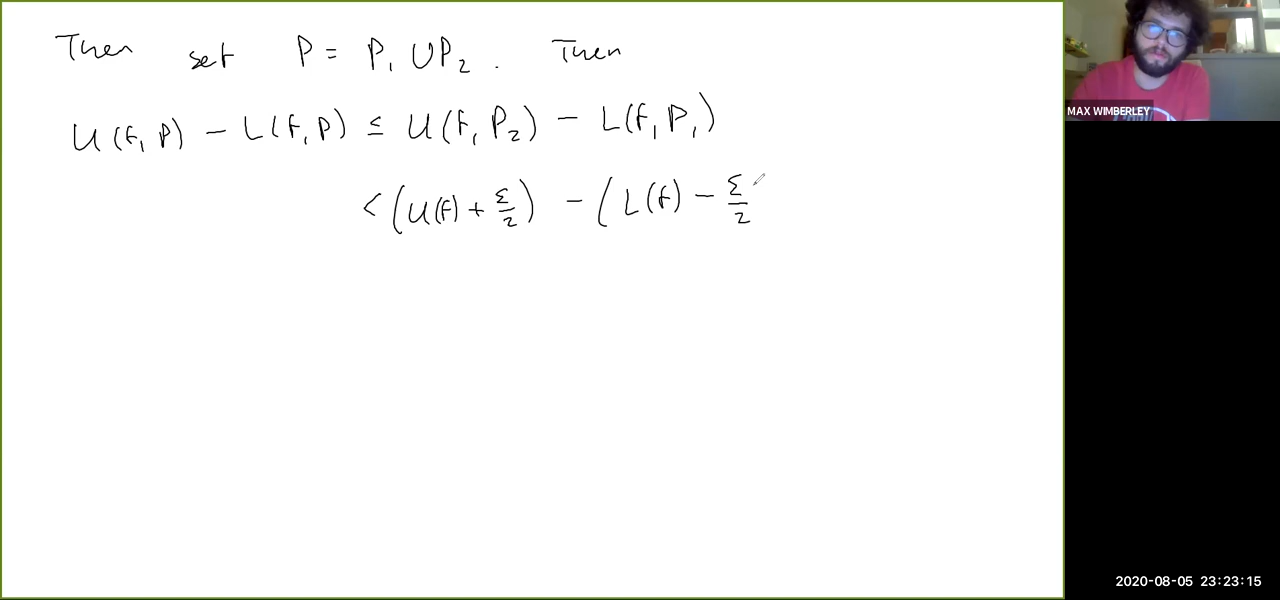 Then set P = P₁ ∪ P₂ . Then
U(f, P) - L(f, P) ≤ U(f, P₂) - L(f, P₁)
< (U(f) + ε/2) - (L(f) - ε/2
MAX WIMBERLEY
2020-08-05 23:23:15